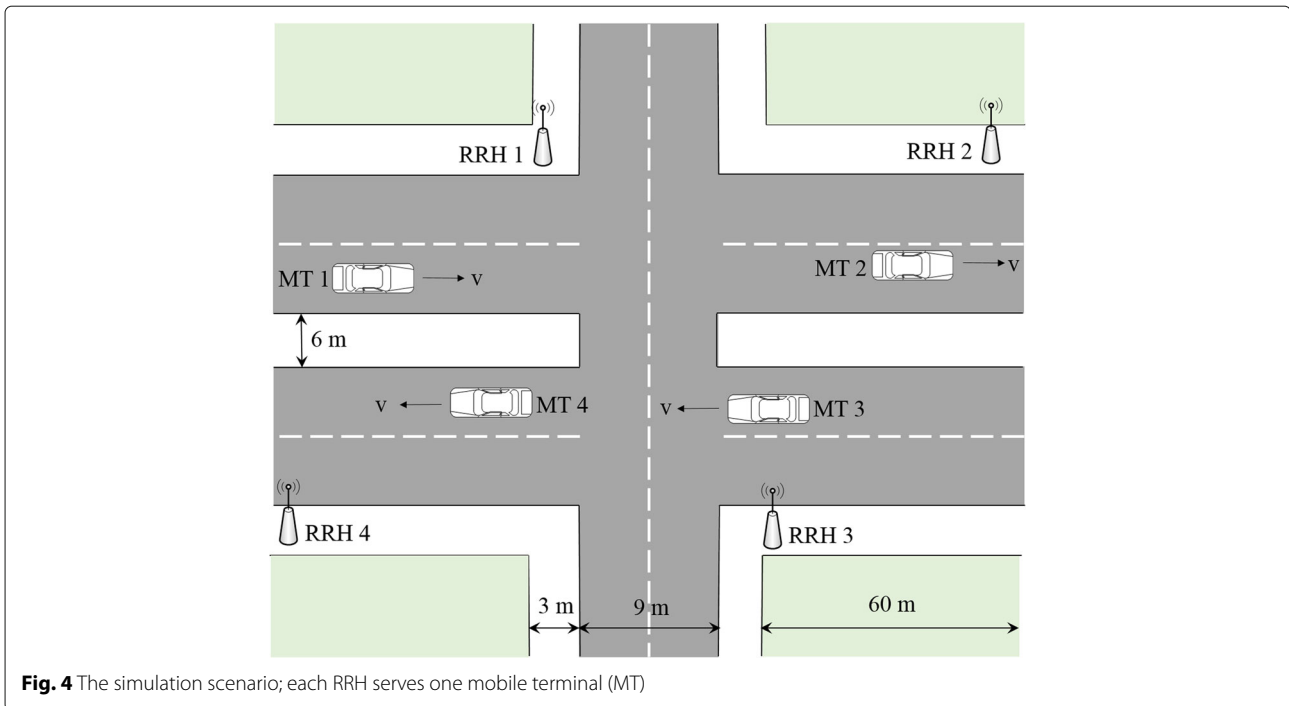 RRH 1
RRH 2
MT 1
v
MT 2
v
6 m
v
MT 4
v
MT 3
RRH 4
RRH 3
3 m
9 m
60 m
Fig. 4 The simulation scenario; each RRH serves one mobile terminal (MT)